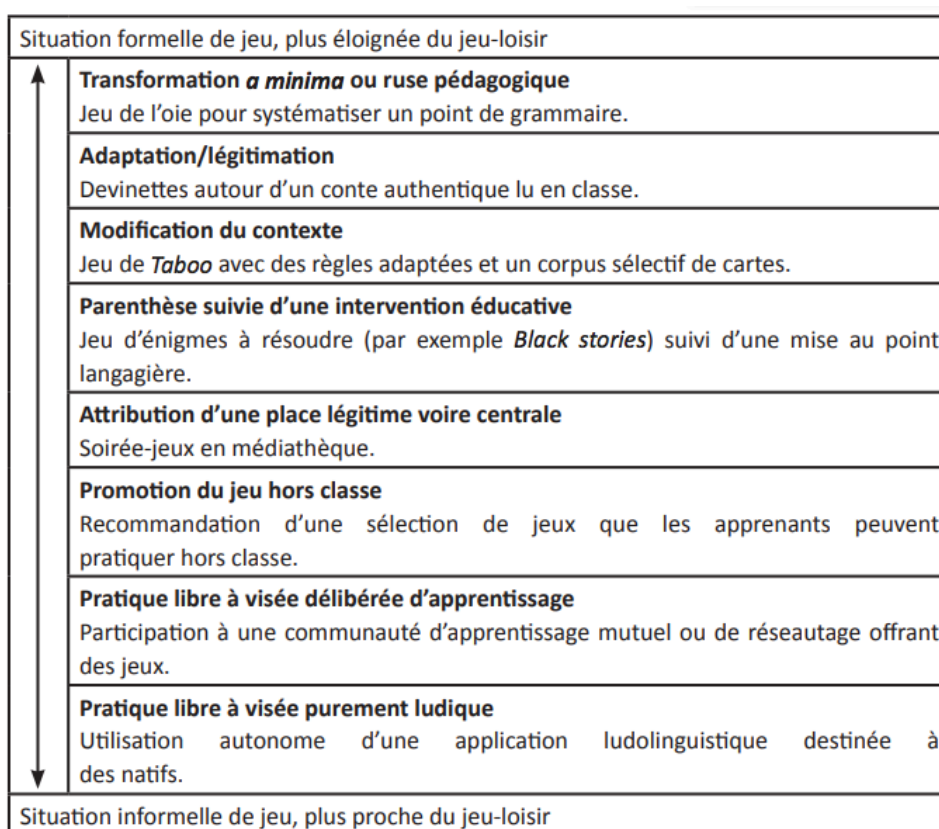 Situation formelle de jeu, plus éloignée du jeu-loisir
Transformation a minima ou ruse pédagogique
Jeu de l'oie pour systématiser un point de grammaire.
Adaptation/légitimation
Devinettes autour d'un conte authentique lu en classe.
Modification du contexte
Jeu de Taboo avec des règles adaptées et un corpus sélectif de cartes.
Parenthèse suivie d'une intervention éducative
Jeu d'énigmes à résoudre (par exemple Black stories) suivi d'une mise au point
langagière.
Attribution d'une place légitime voire centrale
Soirée-jeux en médiathèque.
Promotion du jeu hors classe
Recommandation d'une sélection de jeux que les apprenants peuvent
pratiquer hors classe.
Pratique libre à visée délibérée d'apprentissage
Participation à une communauté d'apprentissage mutuel ou de réseautage offrant
des jeux.
Pratique libre à visée purement ludique
Utilisation autonome d'une application ludolinguistique destinée à
des natifs.
Situation informelle de jeu, plus proche du jeu-loisir